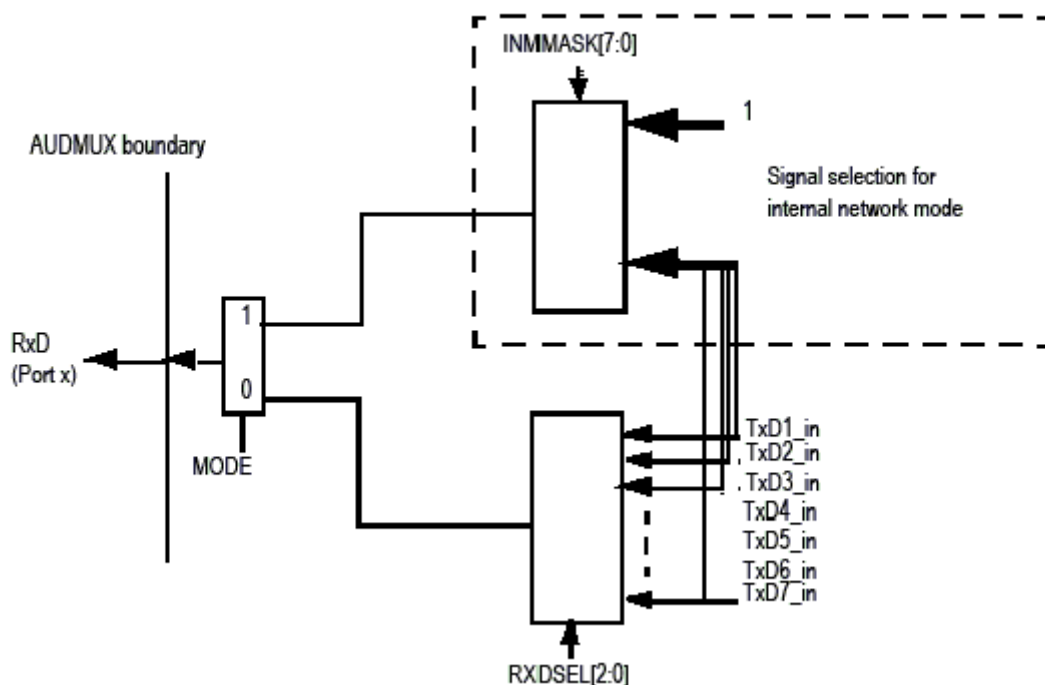 INMMASK[7:0]
1
AUDMUX boundary
Signal selection for
internal network mode
1
RxD
(Port x)
0
MODE
TxD1_in
TxD2_in
TxD3_in
TxD4_in
TxD5_in
TxD6_in
TxD7_in
RXDSEL[2:0]